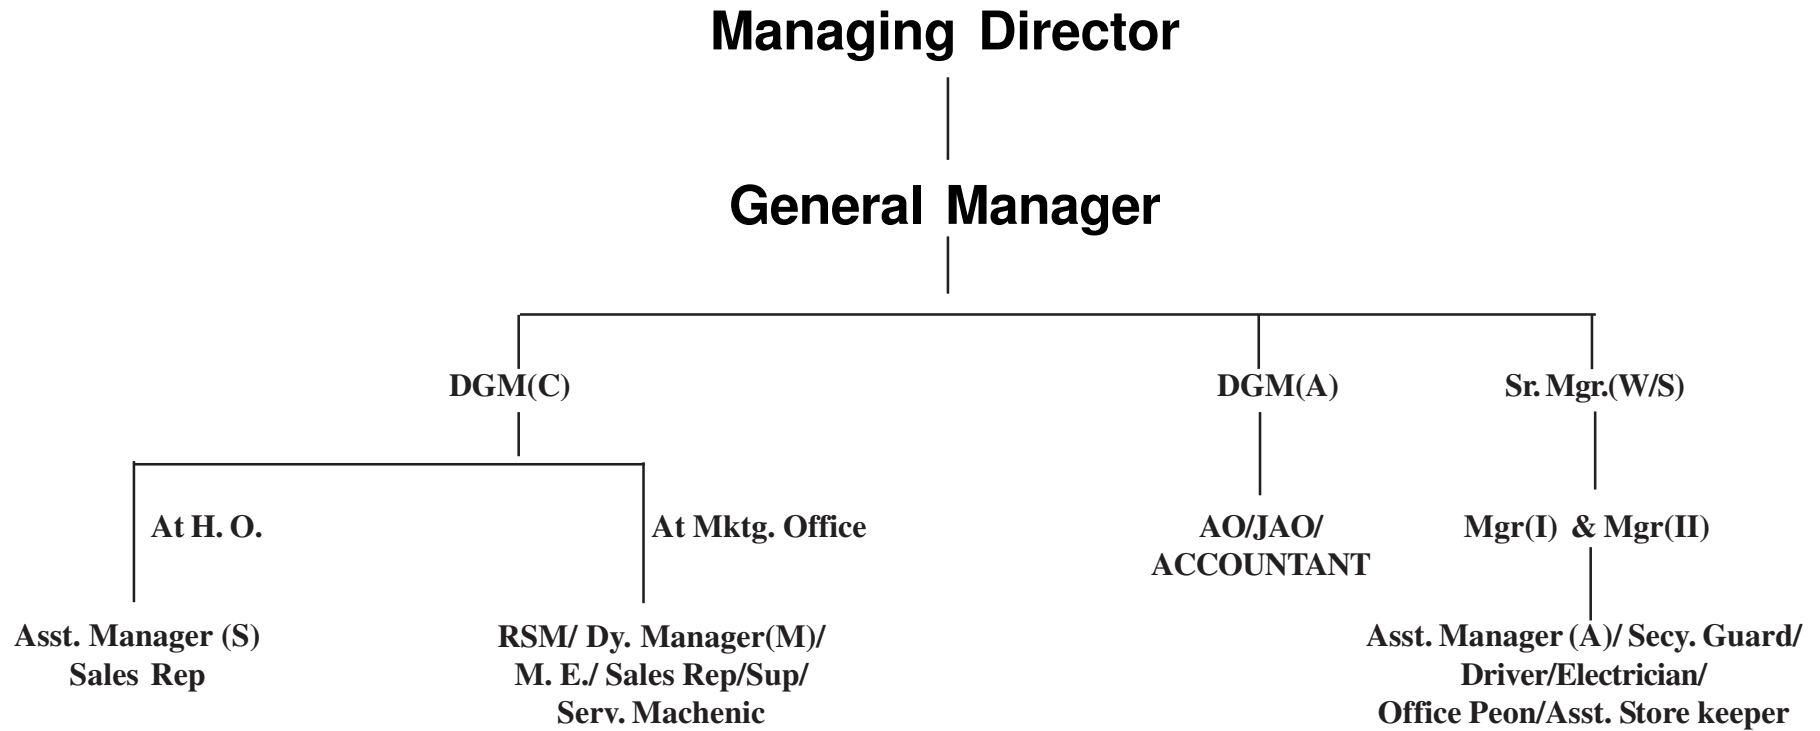 Managing Director
General Manager
DGM(C)
DGM(A)
Sr. Mgr.(W/S)
At H. O.
At Mktg. Office
AO/JAO/
ACCOUNTANT
Mgr(I) & Mgr(II)
Asst. Manager (S)
Sales Rep
RSM/ Dy. Manager(M)/
M. E./ Sales Rep/Sup/
Serv. Machenic
Asst. Manager (A)/ Secy. Guard/
Driver/Electrician/
Office Peon/Asst. Store keeper